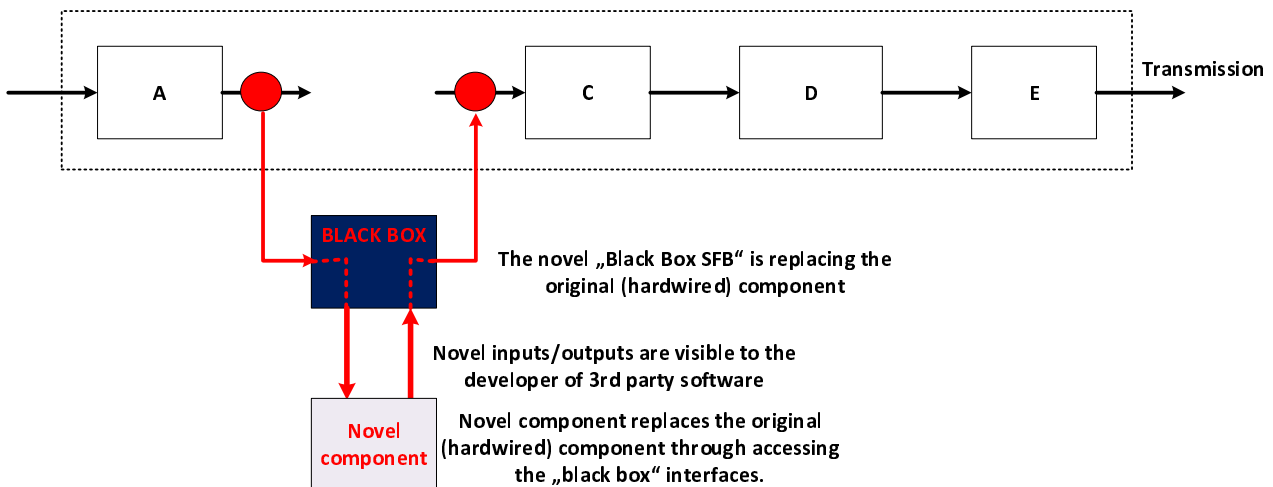 Transmission
A
C
D
E
BLACK BOX
The novel „Black Box SFB“ is replacing the
original (hardwired) component
Novel inputs/outputs are visible to the
developer of 3rd party software
Novel
component
Novel component replaces the original
(hardwired) component through accessing
the „black box“ interfaces.